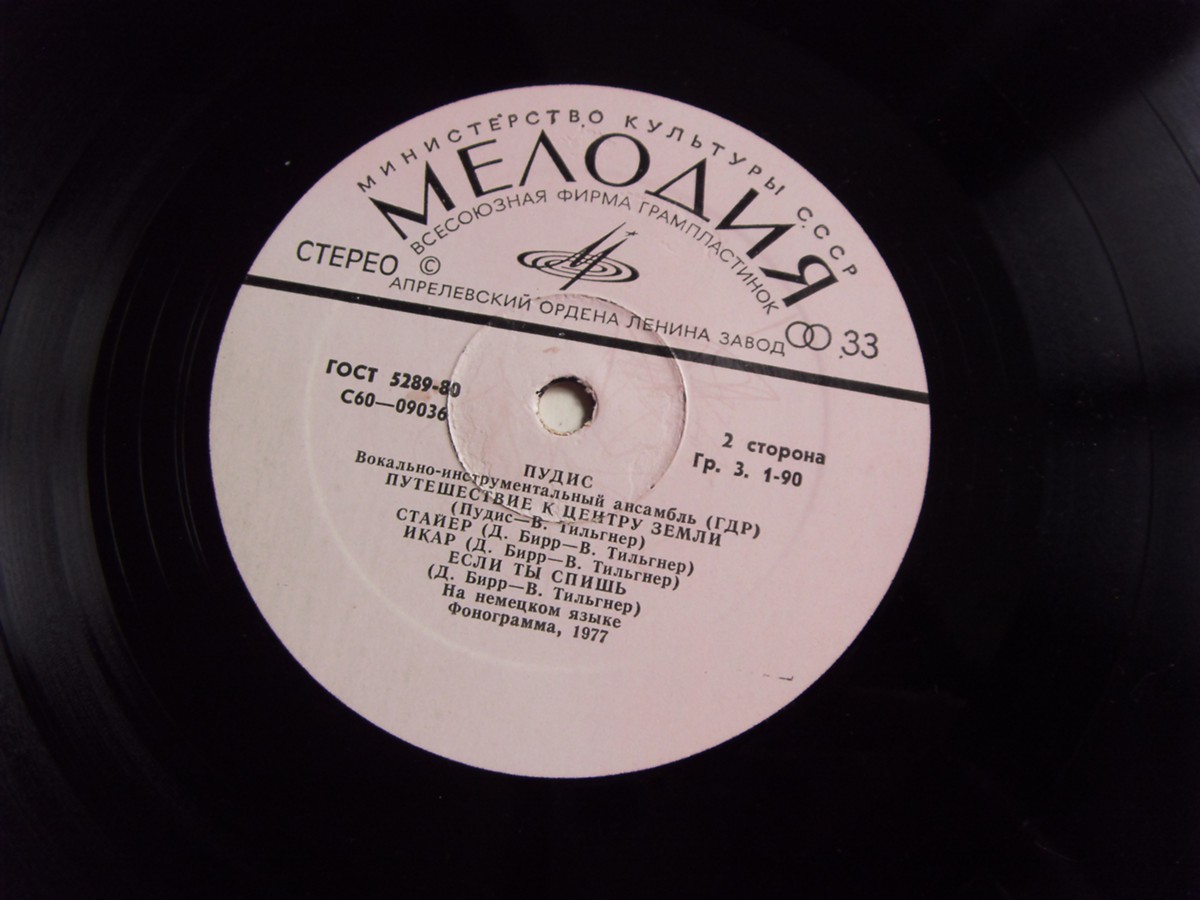 МИНИСТЕРСТВО КУЛЬТУРЫ СССР
МЕЛОДИЯ
ВСЕСОЮЗНАЯ ФИРМА ГРАМПЛАСТИНОК
СТЕРЕО ©
АПРЕЛЕВСКИЙ ОРДЕНА ЛЕНИНА ЗАВОД
33
ГОСТ 5289-80
С60—09036
2 сторона
Гр. 3. 1-90
ПУДИС
Вокально-инструментальный ансамбль (ГДР)
ПУТЕШЕСТВИЕ К ЦЕНТРУ ЗЕМЛИ
(Пудис—В. Тильгнер)
СТАЙЕР (Д. Бирр—В. Тильгнер)
ИКАР (Д. Бирр—В. Тильгнер)
ЕСЛИ ТЫ СПИШЬ
(Д. Бирр—В. Тильгнер)
На немецком языке
Фонограмма, 1977